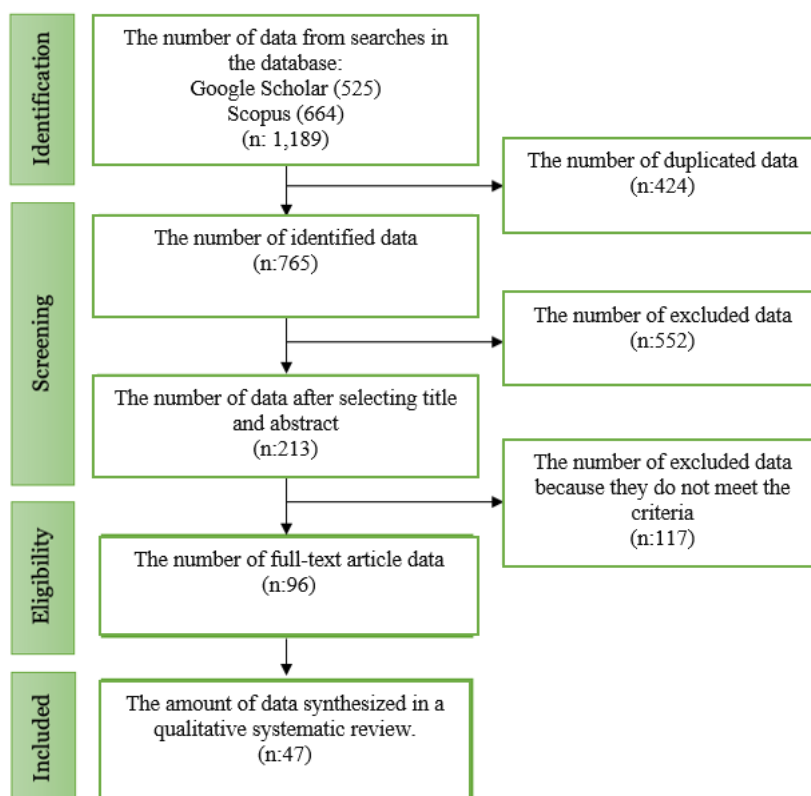 Identification
The number of data from searches in
the database:
Google Scholar (525)
Scopus (664)
(n: 1,189)
The number of duplicated data
(n:424)
Screening
The number of identified data
(n:765)
The number of excluded data
(n:552)
The number of data after selecting title
and abstract
(n:213)
The number of excluded data
because they do not meet the
criteria
(n:117)
Eligibility
The number of full-text article data
(n:96)
Included
The amount of data synthesized in a
qualitative systematic review.
(n:47)